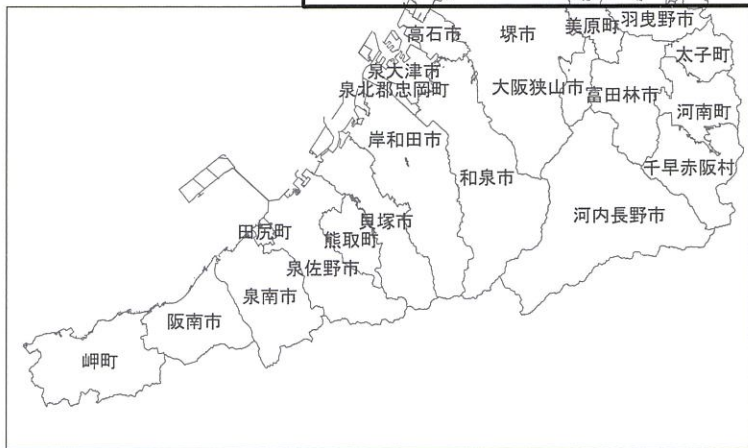 高石市
堺市
美原町
羽曳野市
太子町
泉大津市
泉北郡忠岡町
大阪狭山市
富田林市
河南町
岸和田市
千早赤阪村
和泉市
河内長野市
貝塚市
田尻町
熊取町
泉佐野市
泉南市
阪南市
岬町